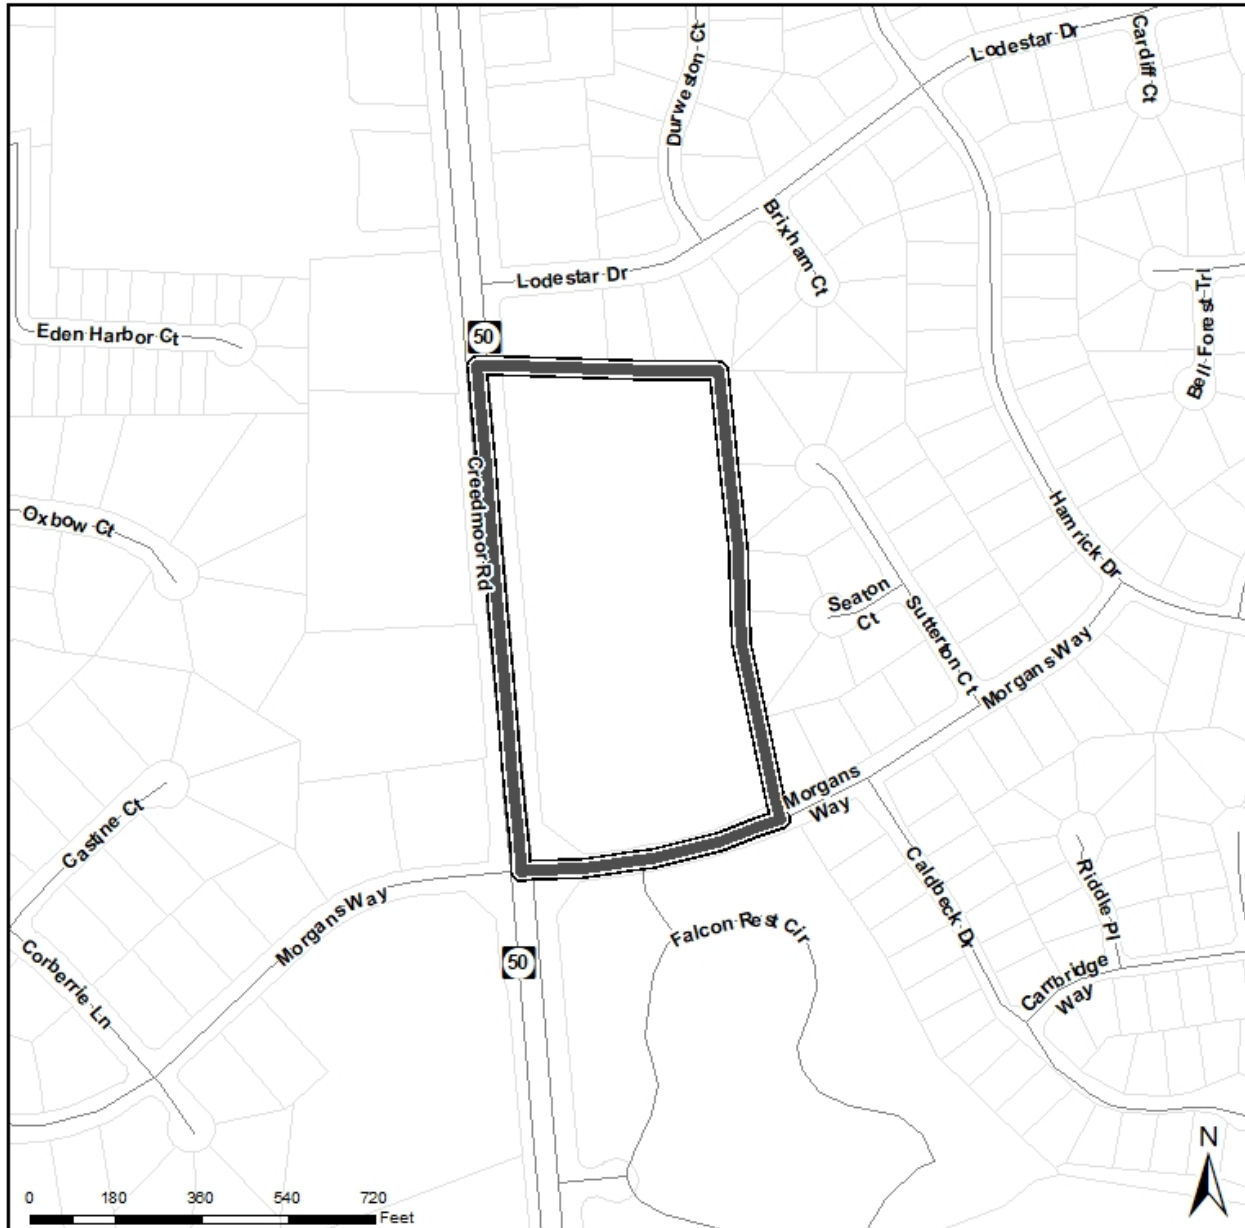 Lodestar Dr
Cardiff Ct
Durweston Ct
Brixham Ct
Lodestar Dr
Bell Forest Trl
50
Eden Harbor Ct
Creedmoor Rd
Oxbow Ct
Hamrick Dr
Seaton
Ct
Sutterton Ct
Morgans Way
Morgans
Way
Castine Ct
Caldbeck Dr
Riddle Pl
Morgans Way
Falcon Rest Cir
50
Corberrie Ln
Cambridge
Way
N
0 180 360 540 720
Feet